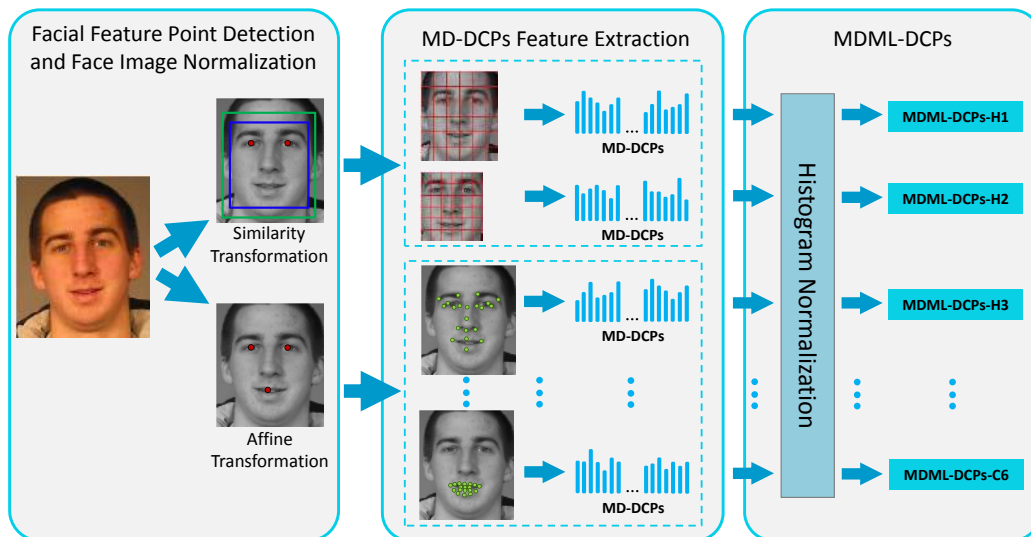 Facial Feature Point Detection
and Face Image Normalization
Similarity
Transformation
Affine
Transformation
MD-DCPs Feature Extraction
...
MD-DCPs
...
MD-DCPs
...
MD-DCPs
...
MD-DCPs
MDML-DCPs
Histogram Normalization
MDML-DCPs-H1
MDML-DCPs-H2
MDML-DCPs-H3
MDML-DCPs-C6